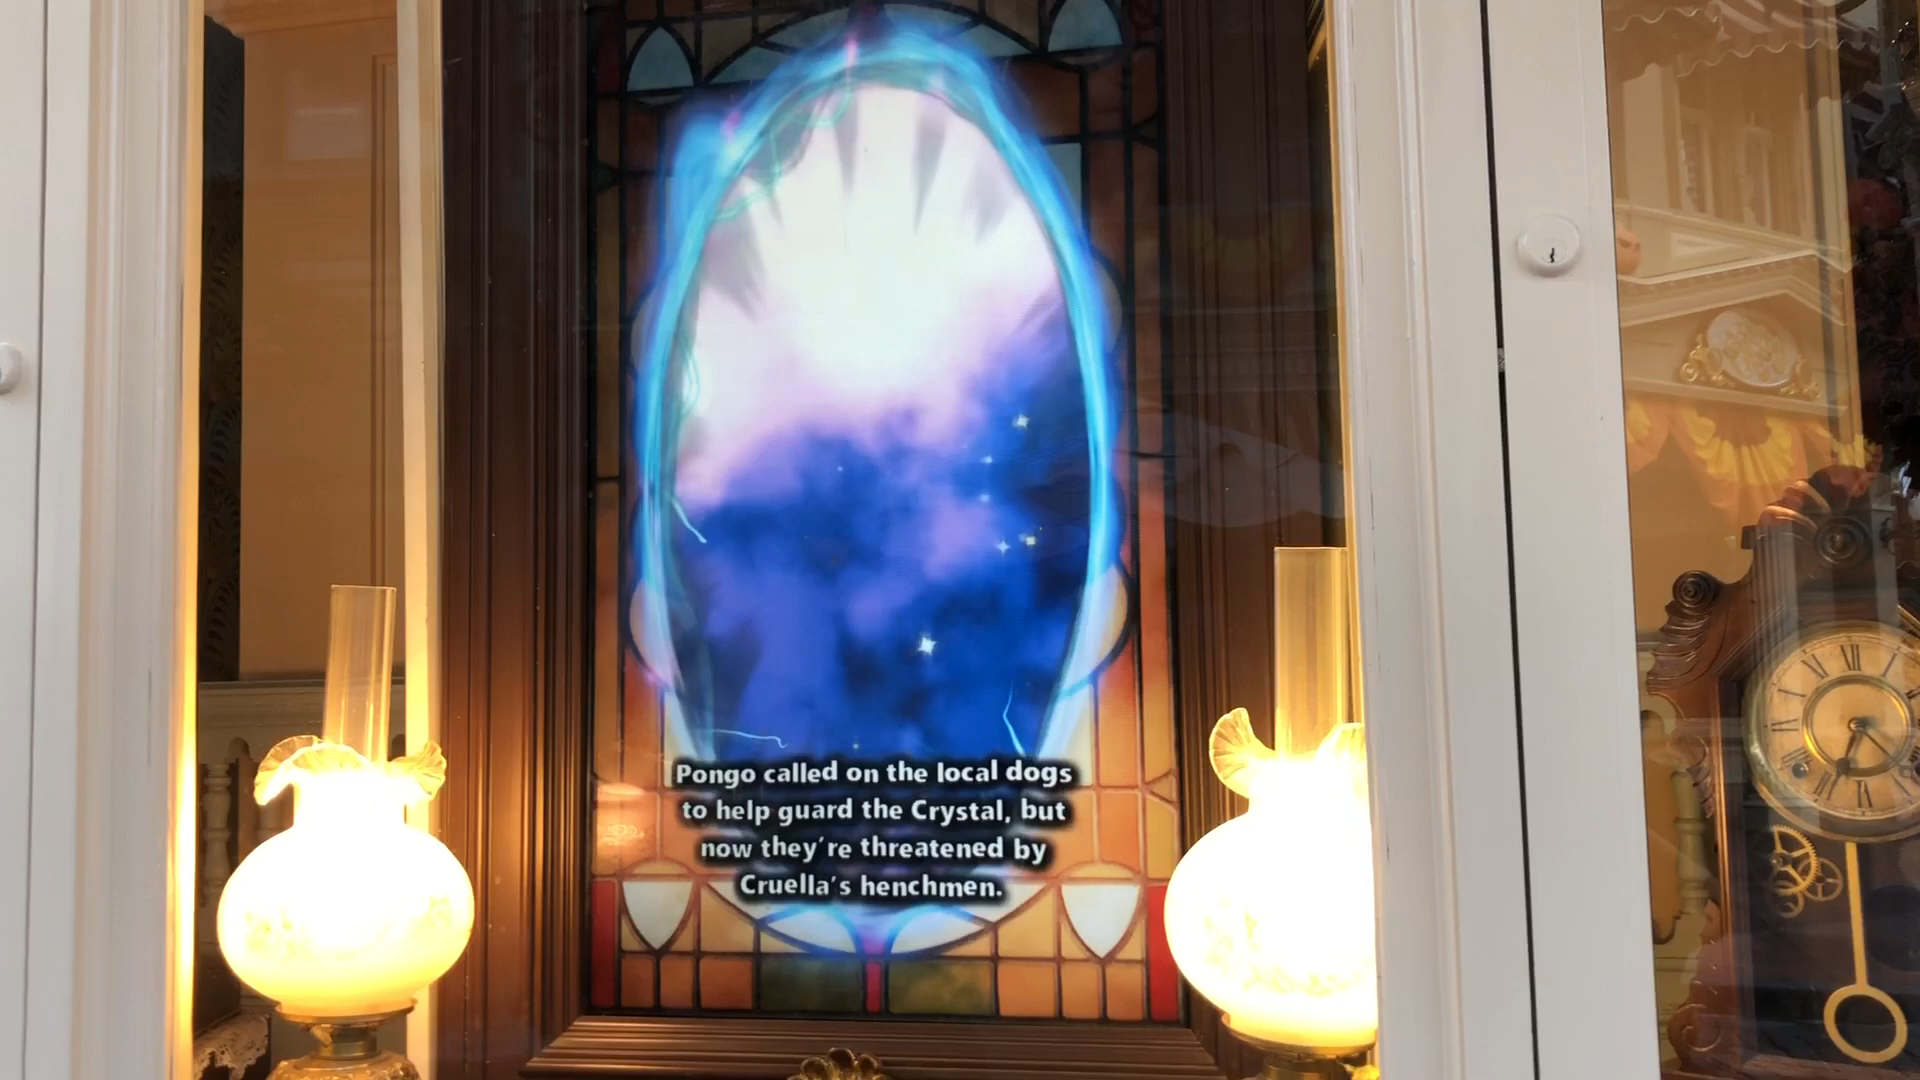 Pongo called on the local dogs
to help guard the Crystal, but
now they're threatened by
Cruella's henchmen.